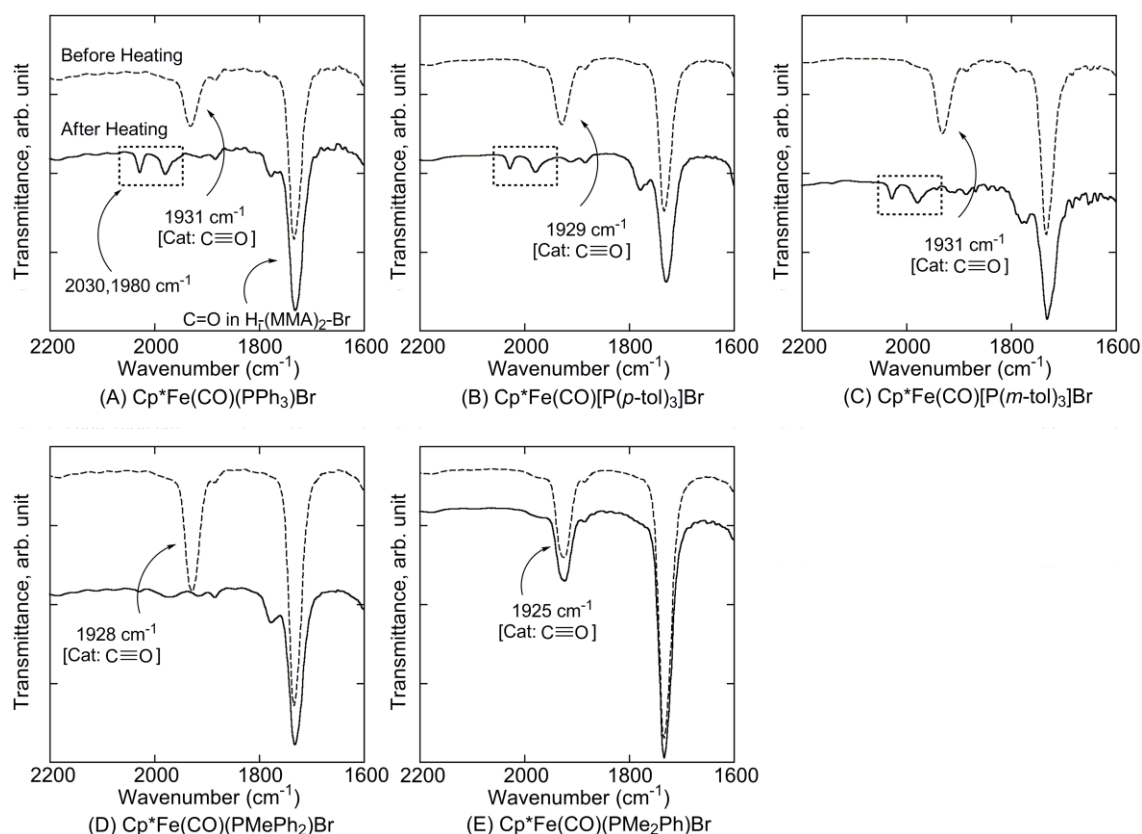 Transmittance, arb. unit
Before Heating
After Heating
1931 cm⁻¹
[Cat: C≡O]
2030,1980 cm⁻¹
C=O in H-(MMA)₂-Br
2200 2000 1800 1600
Wavenumber (cm⁻¹)
(A) Cp*Fe(CO)(PPh₃)Br
Transmittance, arb. unit
1929 cm⁻¹
[Cat: C≡O]
2200 2000 1800 1600
Wavenumber (cm⁻¹)
(B) Cp*Fe(CO)[P(p-tol)₃]Br
Transmittance, arb. unit
1931 cm⁻¹
[Cat: C≡O]
2200 2000 1800 1600
Wavenumber (cm⁻¹)
(C) Cp*Fe(CO)[P(m-tol)₃]Br
Transmittance, arb. unit
1928 cm⁻¹
[Cat: C≡O]
2200 2000 1800 1600
Wavenumber (cm⁻¹)
(D) Cp*Fe(CO)(PMePh₂)Br
Transmittance, arb. unit
1925 cm⁻¹
[Cat: C≡O]
2200 2000 1800 1600
Wavenumber (cm⁻¹)
(E) Cp*Fe(CO)(PMe₂Ph)Br